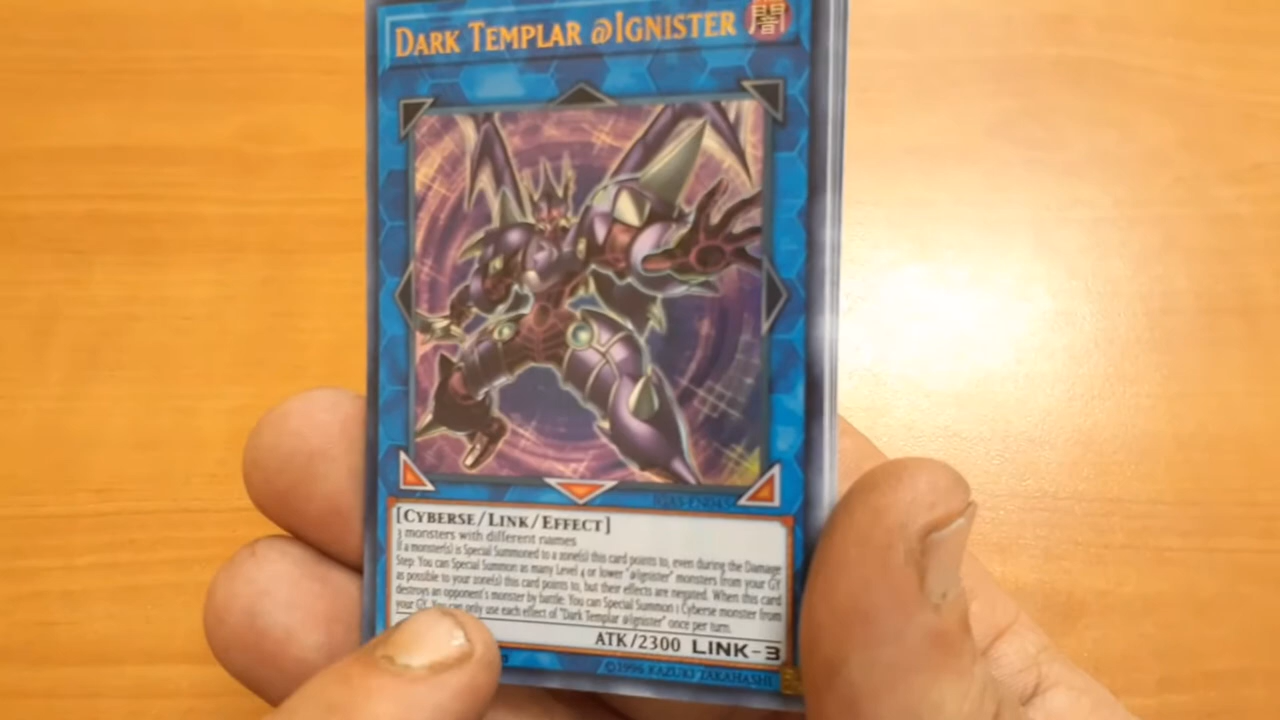 DARK TEMPLAR @IGNISTER
闇
[CYBERSE/LINK/EFFECT]
3 monsters with different names
If a monster(s) is Special Summoned to a zone(s) this card points to, even during the Damage
Step: You can Special Summon as many Level 4 or lower "@Ignister" monsters from your GY
as possible to your zone(s) this card points to, but their effects are negated. When this card
destroys an opponent's monster by battle: You can Special Summon 1 Cyberse monster from
your GY. You can only use each effect of "Dark Templar @Ignister" once per turn.
ATK/2300 LINK-3
©1996 KAZUKI TAKAHASHI